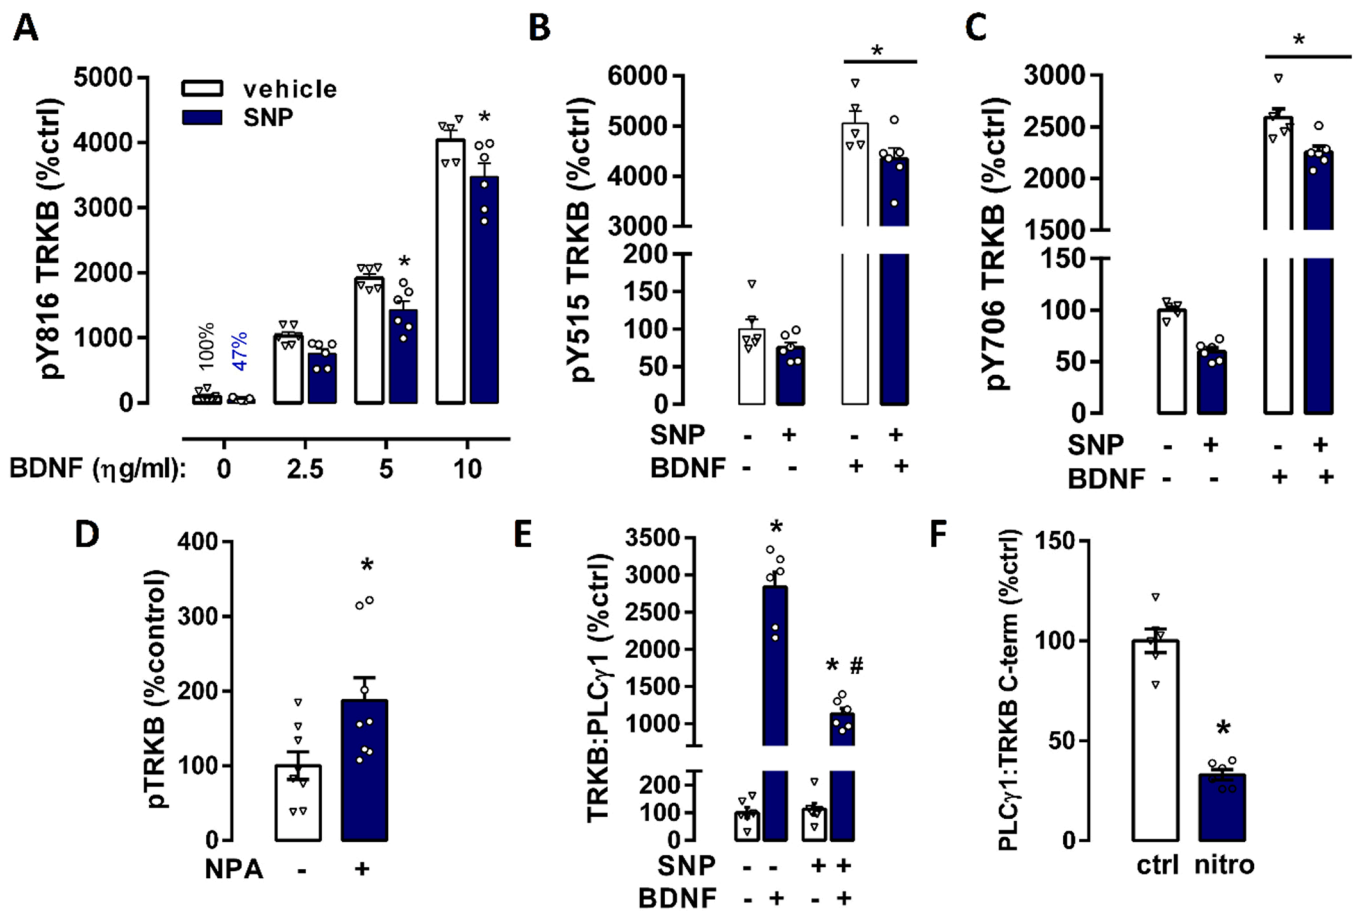 A
pY816 TRKB (%ctrl)
5000
4000
3000
2000
1000
0
vehicle
SNP
100%
47%
*
*
BDNF (ηg/ml):
0 2.5 5 10
B
pY515 TRKB (%ctrl)
6000
5000
4000
3000
200
150
100
50
0
*
SNP - + - +
BDNF - - + +
C
pY706 TRKB (%ctrl)
3000
2500
2000
1500
150
100
50
0
*
SNP - + - +
BDNF - - + +
D
pTRKB (%control)
400
300
200
100
0
*
NPA - +
E
TRKB:PLCγ1 (%ctrl)
3500
3000
2500
2000
1500
1000
200
100
0
*
* #
SNP - - + +
BDNF - + - +
F
PLCγ1:TRKB C-term (%ctrl)
150
100
50
0
*
ctrl nitro